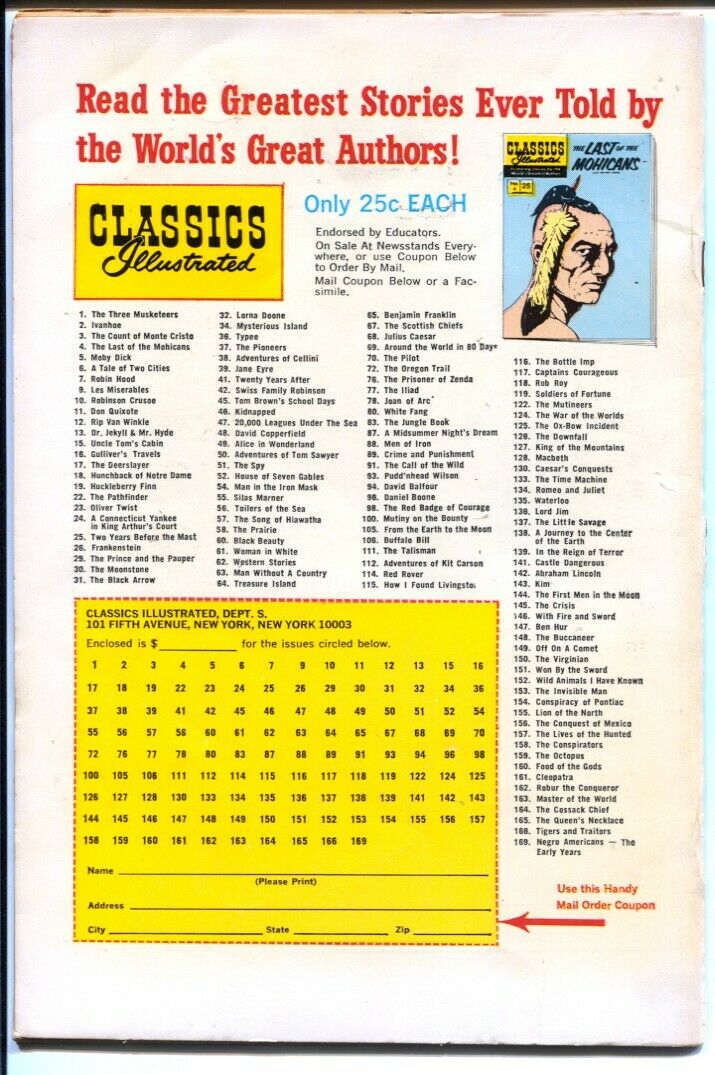 Read the Greatest Stories Ever Told by
the World's Great Authors!
CLASSICS
Illustrated
Only 25c EACH
Endorsed by Educators.
On Sale At Newsstands Every-
where, or use Coupon Below
to Order By Mail.
Mail Coupon Below or a Fac-
simile.
CLASSICS
Illustrated
THE LAST OF THE
MOHICANS
No.
4
25
1. The Three Musketeers
2. Ivanhoe
3. The Count of Monte Cristo
4. The Last of the Mohicans
5. Moby Dick
6. A Tale of Two Cities
7. Robin Hood
9. Les Miserables
10. Robinson Crusoe
11. Don Quixote
12. Rip Van Winkle
13. Dr. Jekyll & Mr. Hyde
15. Uncle Tom's Cabin
16. Gulliver's Travels
17. The Deerslayer
18. Hunchback of Notre Dame
19. Huckleberry Finn
22. The Pathfinder
23. Oliver Twist
24. A Connecticut Yankee
in King Arthur's Court
25. Two Years Before the Mast
26. Frankenstein
29. The Prince and the Pauper
30. The Moonstone
31. The Black Arrow
32. Lorna Doone
34. Mysterious Island
36. Typee
37. The Pioneers
38. Adventures of Cellini
39. Jane Eyre
41. Twenty Years After
42. Swiss Family Robinson
45. Tom Brown's School Days
46. Kidnapped
47. 20,000 Leagues Under The Sea
48. David Copperfield
49. Alice in Wonderland
50. Adventures of Tom Sawyer
51. The Spy
52. House of Seven Gables
54. Man in the Iron Mask
55. Silas Marner
56. Toilers of the Sea
57. The Song of Hiawatha
58. The Prairie
60. Black Beauty
61. Woman in White
62. Western Stories
63. Man Without A Country
64. Treasure Island
65. Benjamin Franklin
67. The Scottish Chiefs
68. Julius Caesar
69. Around the World in 80 Days
70. The Pilot
72. The Oregon Trail
76. The Prisoner of Zenda
77. The Iliad
78. Joan of Arc
80. White Fang
83. The Jungle Book
87. A Midsummer Night's Dream
88. Men of Iron
89. Crime and Punishment
91. The Call of the Wild
93. Pudd'nhead Wilson
94. David Balfour
96. Daniel Boone
98. The Red Badge of Courage
100. Mutiny on the Bounty
105. From the Earth to the Moon
106. Buffalo Bill
111. The Talisman
112. Adventures of Kit Carson
114. Red Rover
115. How I Found Livingston
116. The Bottle Imp
117. Captains Courageous
118. Rob Roy
119. Soldiers of Fortune
122. The Mutineers
124. The War of the Worlds
125. The Ox-Bow Incident
126. The Downfall
127. King of the Mountains
128. Macbeth
130. Caesar's Conquests
133. The Time Machine
134. Romeo and Juliet
135. Waterloo
136. Lord Jim
137. The Little Savage
138. A Journey to the Center
of the Earth
139. In the Reign of Terror
141. Castle Dangerous
142. Abraham Lincoln
143. Kim
144. The First Men in the Moon
145. The Crisis
146. With Fire and Sword
147. Ben Hur
148. The Buccaneer
149. Off On A Comet
150. The Virginian
151. Won By the Sword
152. Wild Animals I Have Known
153. The Invisible Man
154. Conspiracy of Pontiac
155. Lion of the North
156. The Conquest of Mexico
157. The Lives of the Hunted
158. The Conspirators
159. The Octopus
160. Food of the Gods
161. Cleopatra
162. Robur the Conqueror
163. Master of the World
164. The Cossack Chief
165. The Queen's Necklace
168. Tigers and Traitors
169. Negro Americans — The
Early Years
CLASSICS ILLUSTRATED, DEPT. S.
101 FIFTH AVENUE, NEW YORK, NEW YORK 10003
Enclosed is $ for the issues circled below.
1 2 3 4 5 6 7 9 10 11 12 13 15 16
17 18 19 22 23 24 25 26 29 30 31 32 34 36
37 38 39 41 42 45 46 47 48 49 50 51 52 54
55 56 57 58 60 61 62 63 64 65 67 68 69 70
72 76 77 78 80 83 87 88 89 91 93 94 96 98
100 105 106 111 112 114 115 116 117 118 119 122 124 125
126 127 128 130 133 134 135 136 137 138 139 141 142 143
144 145 146 147 148 149 150 151 152 153 154 155 156 157
158 159 160 161 162 163 164 165 166 169
Name
(Please Print)
Address
City State Zip
Use this Handy
Mail Order Coupon